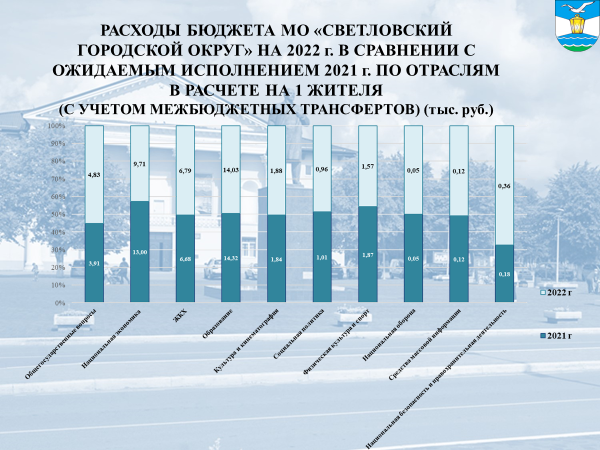 РАСХОДЫ БЮДЖЕТА МО «СВЕТЛОВСКИЙ
ГОРОДСКОЙ ОКРУГ» НА 2022 г. В СРАВНЕНИИ С
ОЖИДАЕМЫМ ИСПОЛНЕНИЕМ 2021 г. ПО ОТРАСЛЯМ
В РАСЧЕТЕ НА 1 ЖИТЕЛЯ
(С УЧЕТОМ МЕЖБЮДЖЕТНЫХ ТРАНСФЕРТОВ) (тыс. руб.)
100%
90%
80%
70%
60%
50%
40%
30%
20%
10%
0%
4,83
9,71
6,79
14,03
1,88
0,96
1,57
0,05
0,12
0,36
3,91
13,00
6,68
14,32
1,84
1,01
1,87
0,05
0,12
0,18
Общегосударственные вопросы
Национальная экономика
ЖКХ
Образование
Культура и кинематография
Социальная политика
Физическая культура и спорт
Национальная оборона
Средства массовой информации
Национальная безопасность и правоохранительная деятельность
2022 г
2021 г